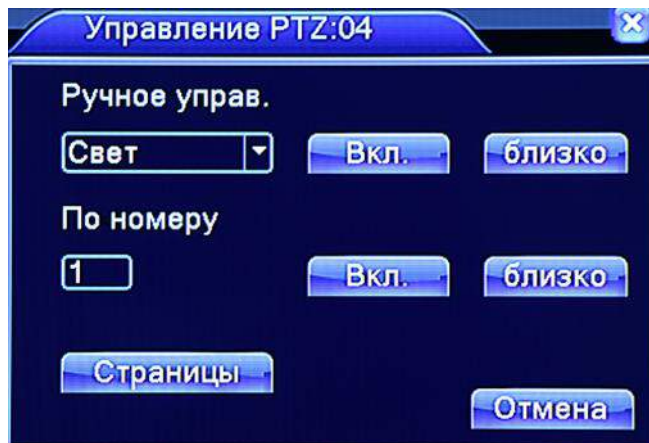 Управление PTZ:04
Ручное управ.
Свет Вкл. близко
По номеру
1 Вкл. близко
Страницы
Отмена